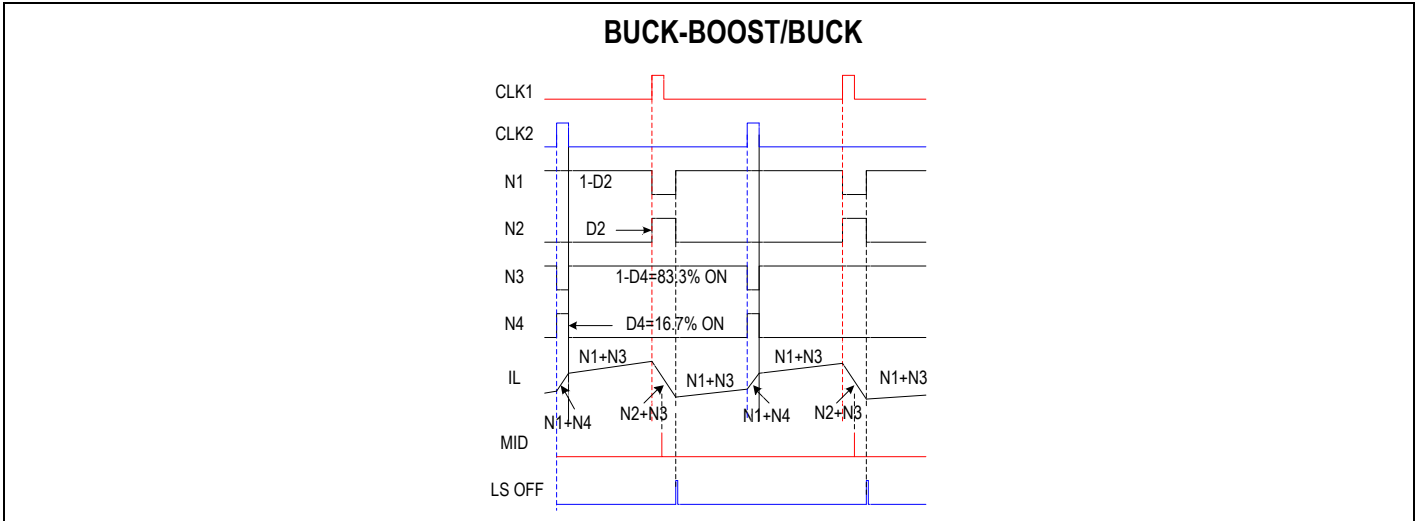 BUCK-BOOST/BUCK
CLK1
CLK2
N1 1-D2
N2 D2
N3 1-D4=83.3% ON
N4 D4=16.7% ON
IL N1+N3 N1+N3 N1+N3 N1+N3
N1+N4 N2+N3 N1+N4 N2+N3
MID
LS OFF